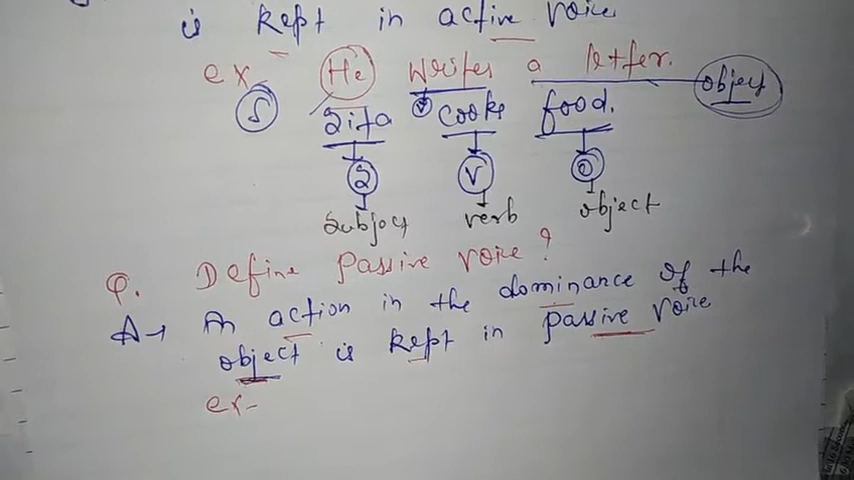 is kept in active voice
ex He writes a letter. object
S V
Sita cooks food.
S V O
subject verb object
Q. Define Passive voice?
A→ An action in the dominance of the
object is kept in passive voice
ex-